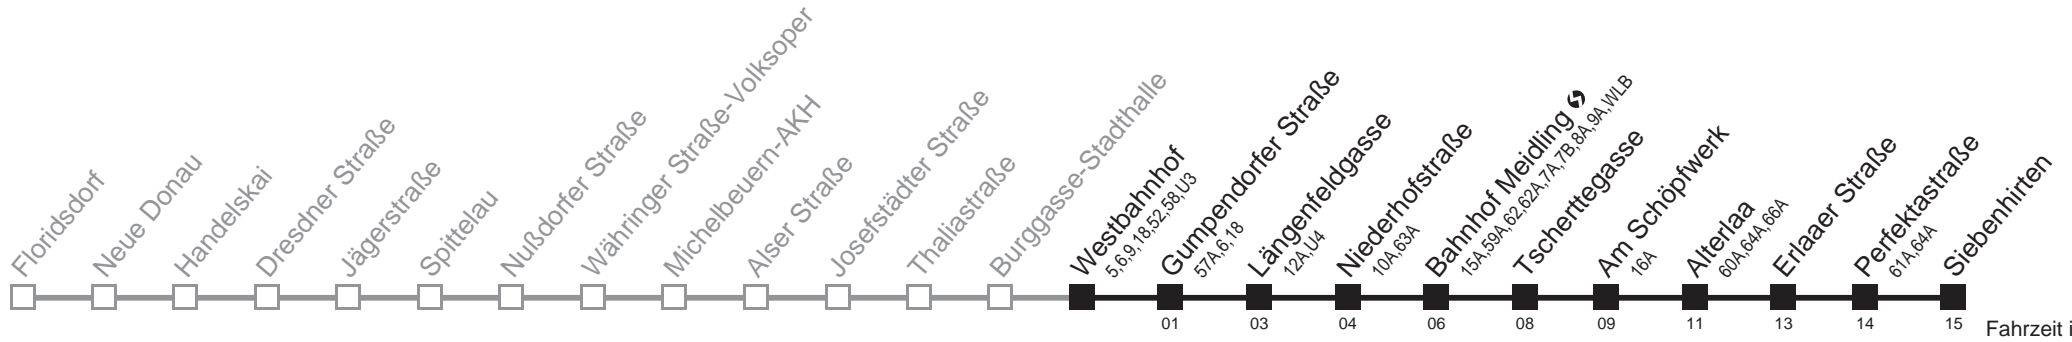 Floridsdorf
Neue Donau
Handelskai
Dresdner Straße
Jägerstraße
Spittelau
Nußdorfer Straße
Währinger Straße-Volksoper
Michelbeuern-AKH
Alser Straße
Josefstädter Straße
Thaliastraße
Burggasse-Stadthalle
Westbahnhof
5,6,9,18,52,58,U3
Gumpendorfer Straße
57A,6,18
Längenfeldgasse
12A,U4
Niederhofstraße
10A,63A
Bahnhof Meidling
15A,59A,62,62A,7A,7B,8A,9A,WLB
Tscherttegasse
Am Schöpfwerk
16A
Alterlaa
60A,64A,66A
Erlaaer Straße
Perfektastraße
61A,64A
Siebenhirten
01 03 04 06 08 09 11 13 14 15 Fahrzeit i